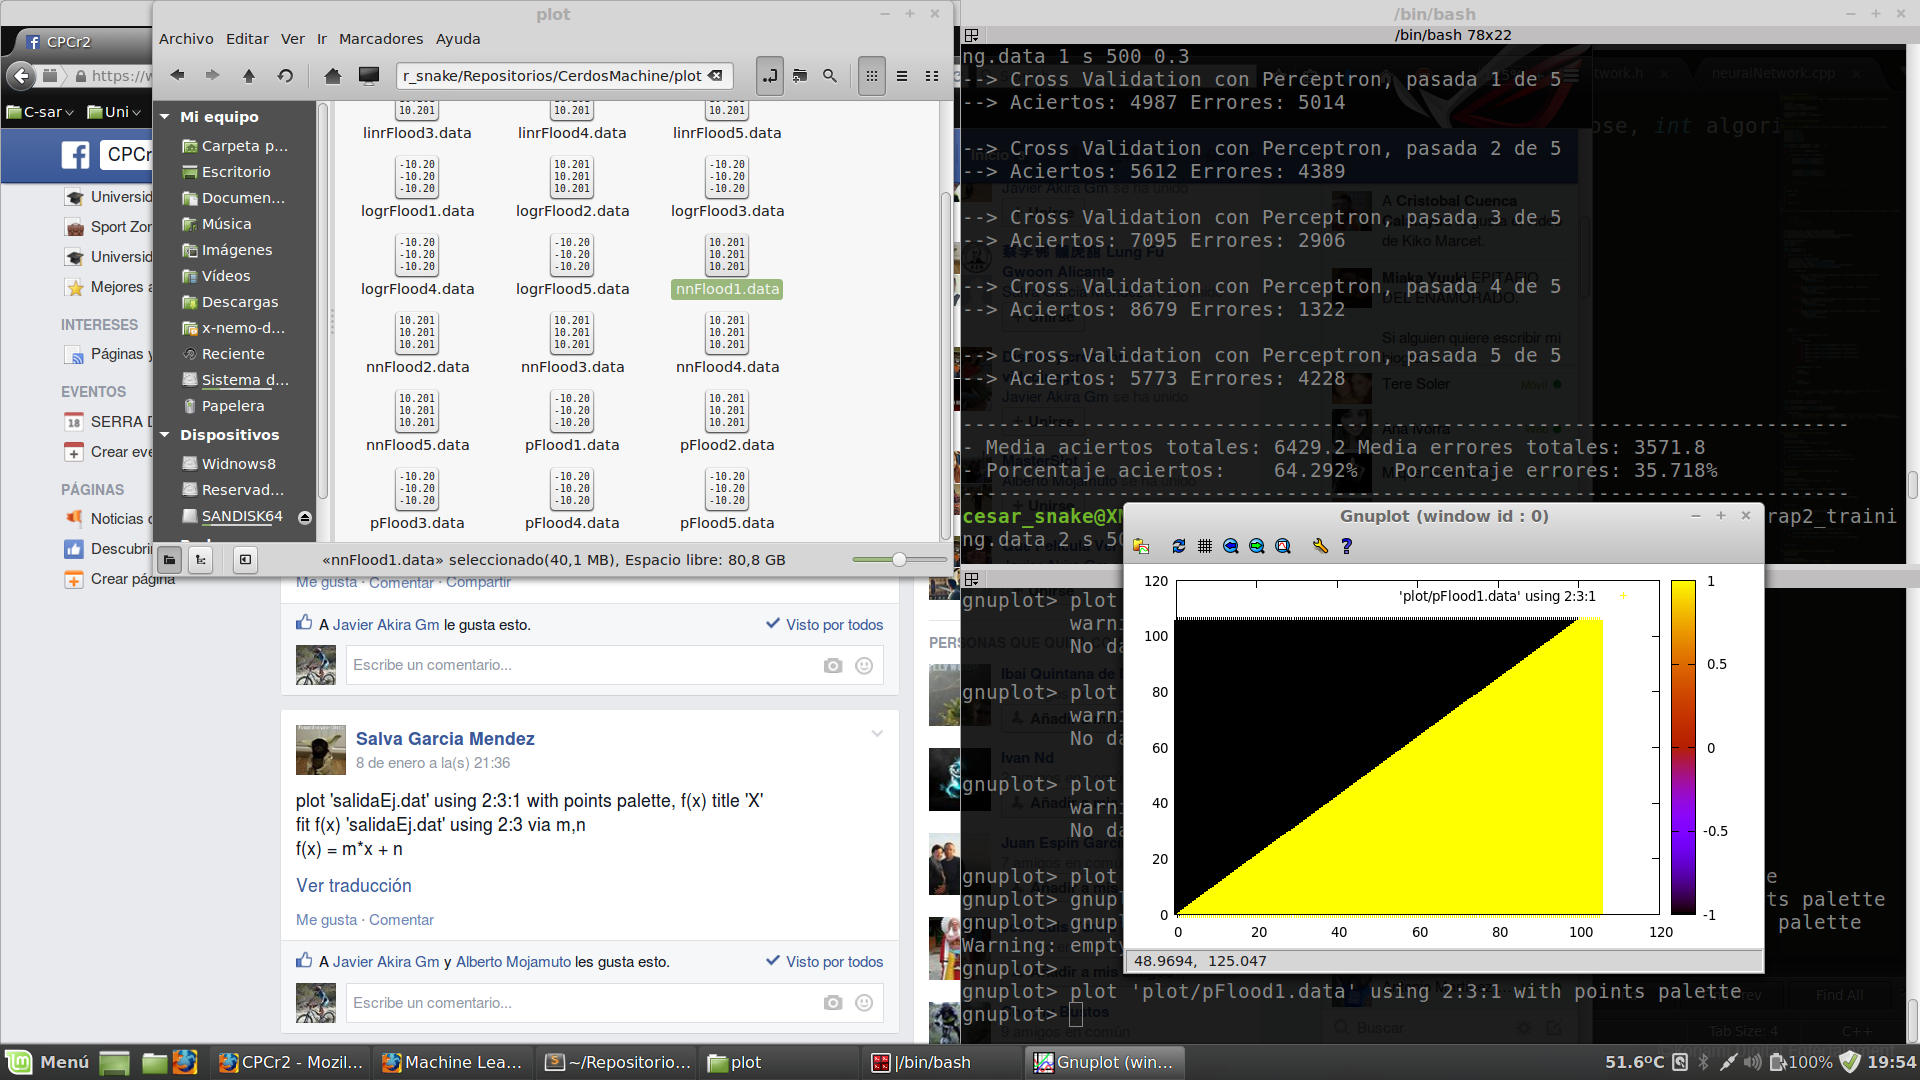 plot
Archivo Editar Ver Ir Marcadores Ayuda
r_snake/Repositorios/CerdosMachine/plot
Mi equipo
Carpeta p...
Escritorio
Documen...
Música
Imágenes
Vídeos
Descargas
x-nemo-d...
Reciente
Sistema d...
Papelera
Dispositivos
Widnows8
Reservad...
SANDISK64
linrFlood3.data linrFlood4.data linrFlood5.data
logrFlood1.data logrFlood2.data logrFlood3.data
logrFlood4.data logrFlood5.data nnFlood1.data
nnFlood2.data nnFlood3.data nnFlood4.data
nnFlood5.data pFlood1.data pFlood2.data
pFlood3.data pFlood4.data pFlood5.data
«nnFlood1.data» seleccionado(40,1 MB), Espacio libre: 80,8 GB
CPCr2
https://w
C-sar Uni
CPCr
Universid
Sport Zor
Universid
Mejores a
INTERESES
Páginas y
EVENTOS
SERRA D
Crear eve
PÁGINAS
Noticias
Descubrir
Crear página
Me gusta · Comentar · Compartir
A Javier Akira Gm le gusta esto.
Visto por todos
Escribe un comentario...
Salva Garcia Mendez
8 de enero a la(s) 21:36
plot 'salidaEj.dat' using 2:3:1 with points palette, f(x) title 'X'
fit f(x) 'salidaEj.dat' using 2:3 via m,n
f(x) = m*x + n
Ver traducción
Me gusta · Comentar
A Javier Akira Gm y Alberto Mojamuto les gusta esto.
Visto por todos
Escribe un comentario...
/bin/bash
/bin/bash 78x22
ng.data 1 s 500 0.3
--> Cross Validation con Perceptron, pasada 1 de 5
--> Aciertos: 4987 Errores: 5014
--> Cross Validation con Perceptron, pasada 2 de 5
--> Aciertos: 5612 Errores: 4389
--> Cross Validation con Perceptron, pasada 3 de 5
--> Aciertos: 7095 Errores: 2906
--> Cross Validation con Perceptron, pasada 4 de 5
--> Aciertos: 8679 Errores: 1322
--> Cross Validation con Perceptron, pasada 5 de 5
--> Aciertos: 5773 Errores: 4228
- Media aciertos totales: 6429.2 Media errores totales: 3571.8
- Porcentaje aciertos: 64.292% Porcentaje errores: 35.718%
cesar_snake@XM
rap2_traini
ng.data 2 s 50
Gnuplot (window id : 0)
'plot/pFlood1.data' using 2:3:1
120
100
80
60
40
20
0
0 20 40 60 80 100 120
1
0.5
0
-0.5
-1
48.9694, 125.047
gnuplot> plot
warni
No da
gnuplot> plot
warni
No da
gnuplot> plot
warni
No da
gnuplot> plot
gnuplot> gnupl
ts palette
gnuplot> gnupl
palette
Warning: empty
gnuplot>
gnuplot> plot 'plot/pFlood1.data' using 2:3:1 with points palette
gnuplot>
Menú
CPCr2 - Mozil...
Machine Lea...
~/Repositorio...
plot
|/bin/bash
Gnuplot (win...
51.6ºC
100%
19:54